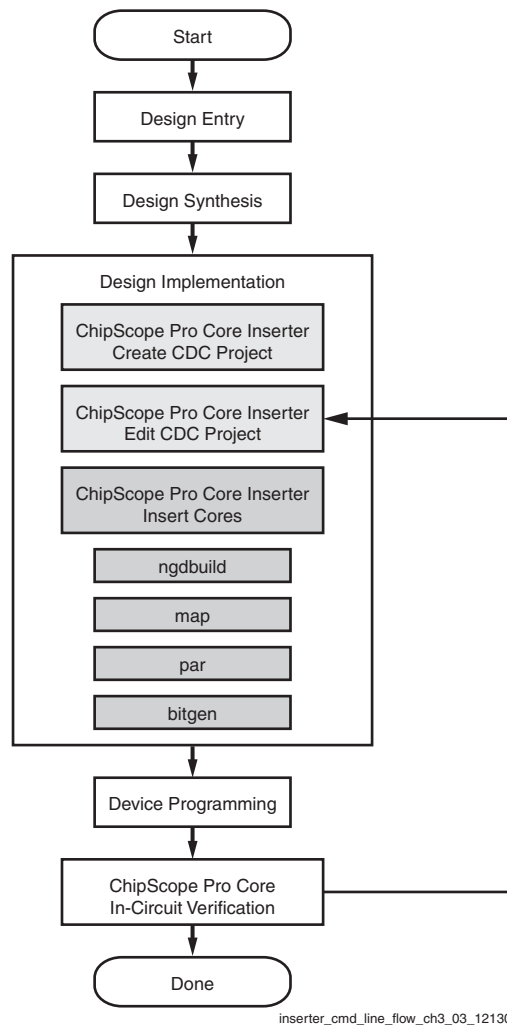 Start
Design Entry
Design Synthesis
Design Implementation
ChipScope Pro Core Inserter
Create CDC Project
ChipScope Pro Core Inserter
Edit CDC Project
ChipScope Pro Core Inserter
Insert Cores
ngdbuild
map
par
bitgen
Device Programming
ChipScope Pro Core
In-Circuit Verification
Done
inserter_cmd_line_flow_ch3_03_12130